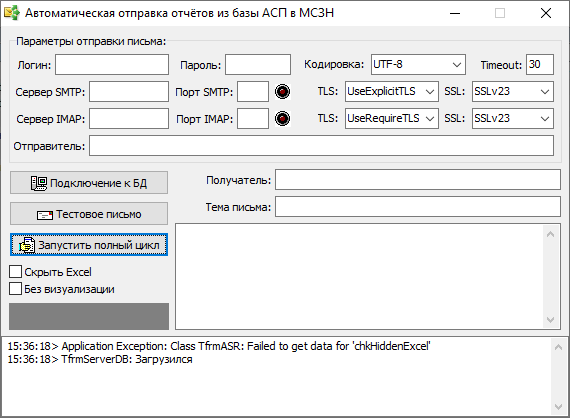 Автоматическая отправка отчётов из базы АСП в МСЗН
Параметры отправки письма:
Логин: Пароль: Кодировка: UTF-8 Timeout: 30
Сервер SMTP: Порт SMTP: TLS: UseExplicitTLS SSL: SSLv23
Сервер IMAP: Порт IMAP: TLS: UseRequireTLS SSL: SSLv23
Отправитель:
Подключение к БД
Получатель:
Тестовое письмо
Тема письма:
Запустить полный цикл
Скрыть Excel
Без визуализации
15:36:18> Application Exception: Class TfrmASR: Failed to get data for 'chkHiddenExcel'
15:36:18> TfrmServerDB: Загрузился